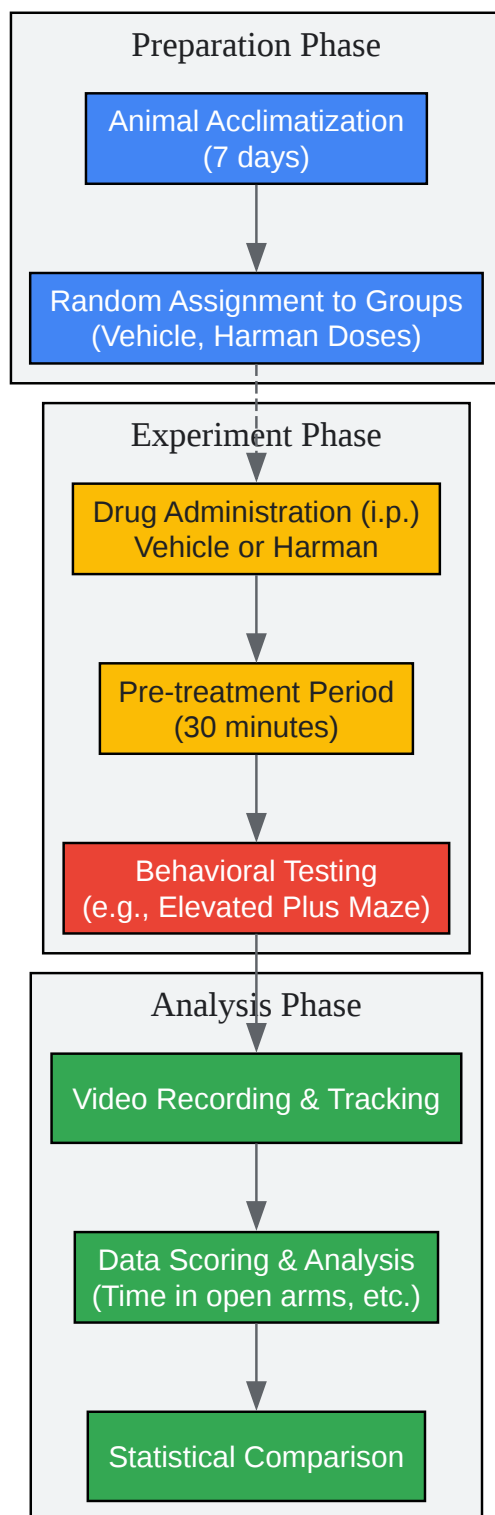 Preparation Phase
Animal Acclimatization
(7 days)
Random Assignment to Groups
(Vehicle, Harman Doses)
Experiment Phase
Drug Administration (i.p.)
Vehicle or Harman
Pre-treatment Period
(30 minutes)
Behavioral Testing
(e.g., Elevated Plus Maze)
Analysis Phase
Video Recording & Tracking
Data Scoring & Analysis
(Time in open arms, etc.)
Statistical Comparison